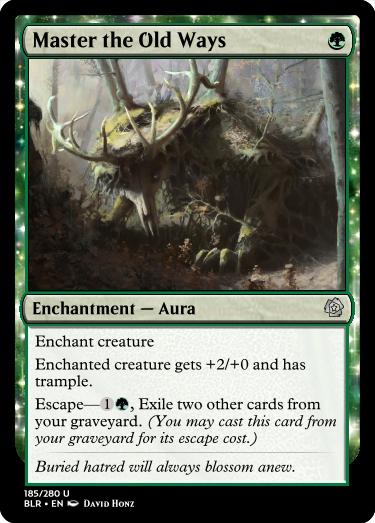 Master the Old Ways
Enchantment — Aura
Enchant creature
Enchanted creature gets +2/+0 and has
trample.
Escape—1, Exile two other cards from
your graveyard. (You may cast this card from
your graveyard for its escape cost.)
Buried hatred will always blossom anew.
185/280 U
BLR • EN David Honz